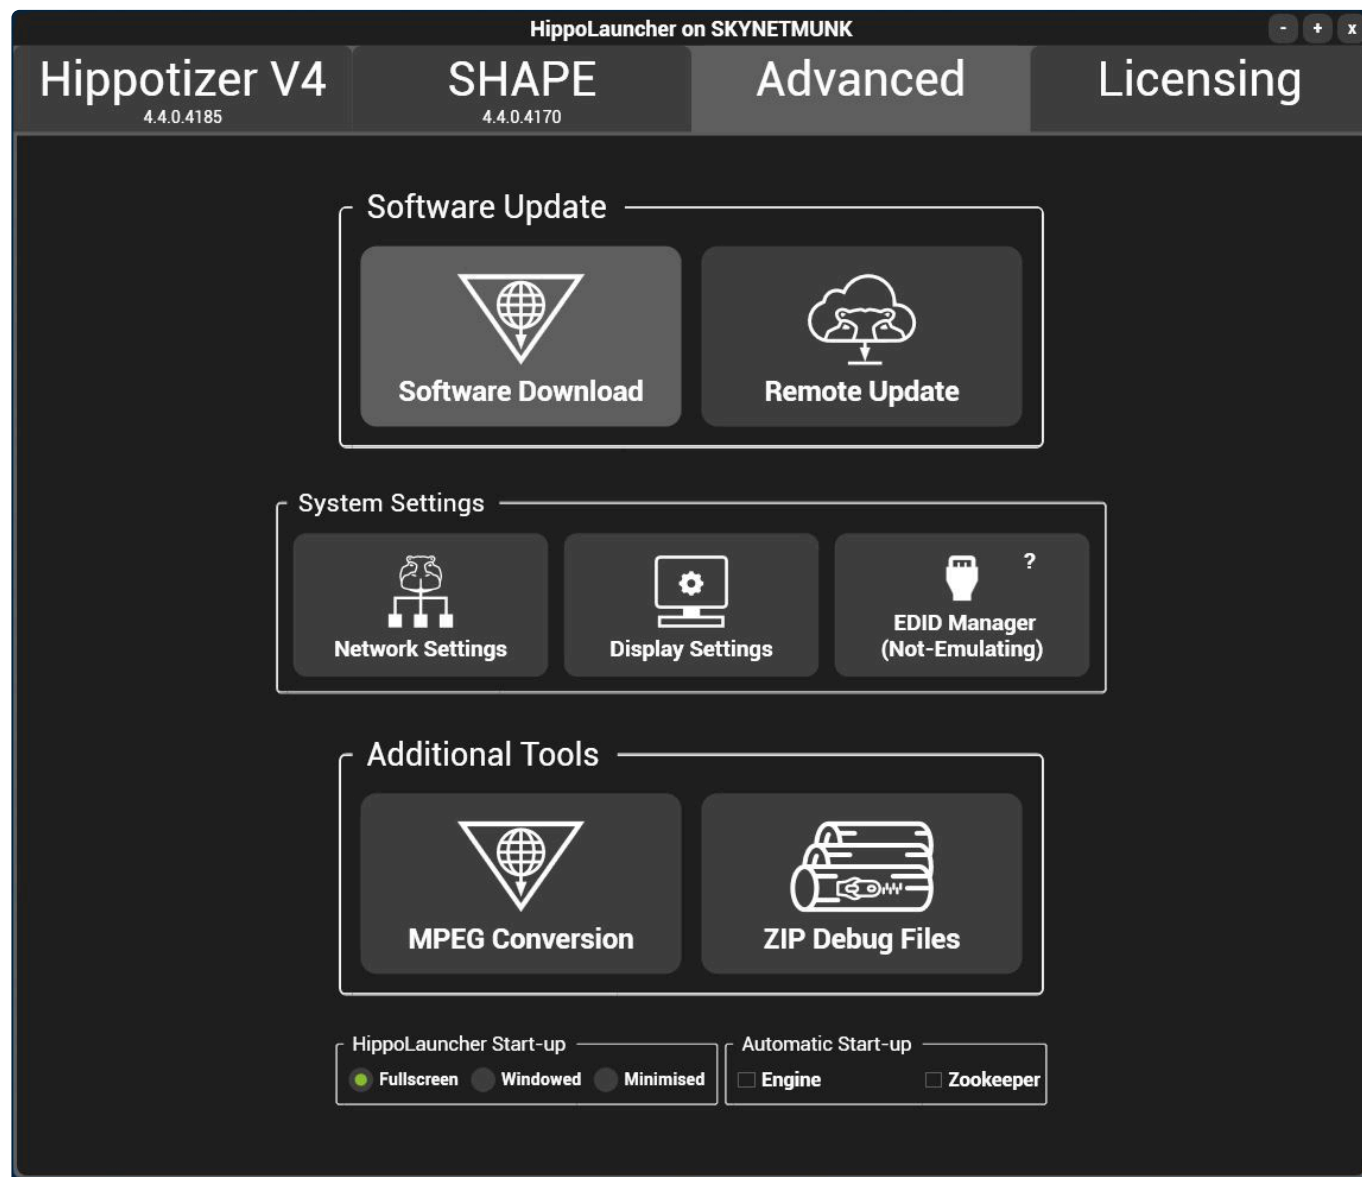 HippoLauncher on SKYNETMUNK
- + x
Hippotizer V4
4.4.0.4185
SHAPE
4.4.0.4170
Advanced
Licensing
Software Update
Software Download
Remote Update
System Settings
Network Settings
Display Settings
?
EDID Manager
(Not-Emulating)
Additional Tools
MPEG Conversion
ZIP Debug Files
HippoLauncher Start-up
Fullscreen Windowed Minimised
Automatic Start-up
Engine Zookeeper